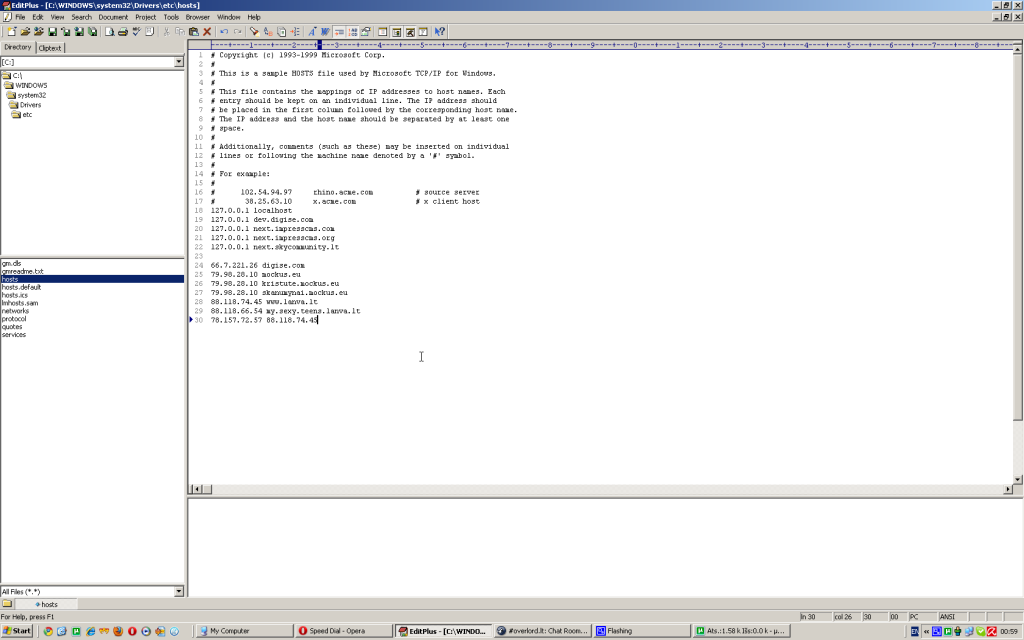 EditPlus - [C:\WINDOWS\system32\Drivers\etc\hosts]
File Edit View Search Document Project Tools Browser Window Help
Directory Cliptext
[C:]
C:\
WINDOWS
system32
Drivers
etc
gm.dls
gmreadme.txt
hosts
hosts.default
hosts.ics
lmhosts.sam
networks
protocol
quotes
services
All Files (*.*)
1 # Copyright (c) 1993-1999 Microsoft Corp.
2 #
3 # This is a sample HOSTS file used by Microsoft TCP/IP for Windows.
4 #
5 # This file contains the mappings of IP addresses to host names. Each
6 # entry should be kept on an individual line. The IP address should
7 # be placed in the first column followed by the corresponding host name.
8 # The IP address and the host name should be separated by at least one
9 # space.
10 #
11 # Additionally, comments (such as these) may be inserted on individual
12 # lines or following the machine name denoted by a '#' symbol.
13 #
14 # For example:
15 #
16 # 102.54.94.97 rhino.acme.com # source server
17 # 38.25.63.10 x.acme.com # x client host
18 127.0.0.1 localhost
19 127.0.0.1 dev.digise.com
20 127.0.0.1 next.impresscms.com
21 127.0.0.1 next.impresscms.org
22 127.0.0.1 next.skycommunity.lt
23
24 66.7.221.26 digise.com
25 79.98.28.10 mockus.eu
26 79.98.28.10 kristute.mockus.eu
27 79.98.28.10 skanumynai.mockus.eu
28 88.118.74.45 www.lanva.lt
29 88.118.66.54 my.sexy.teens.lanva.lt
30 78.157.72.57 88.118.74.45
hosts
For Help, press F1
ln 30 col 26 30 00 PC ANSI
Start My Computer Speed Dial - Opera EditPlus - [C:\WINDO... #overlord.lt: Chat Room... Flashing Ats.:1.58 k Išs:0.0 k - µ... EN 00:59